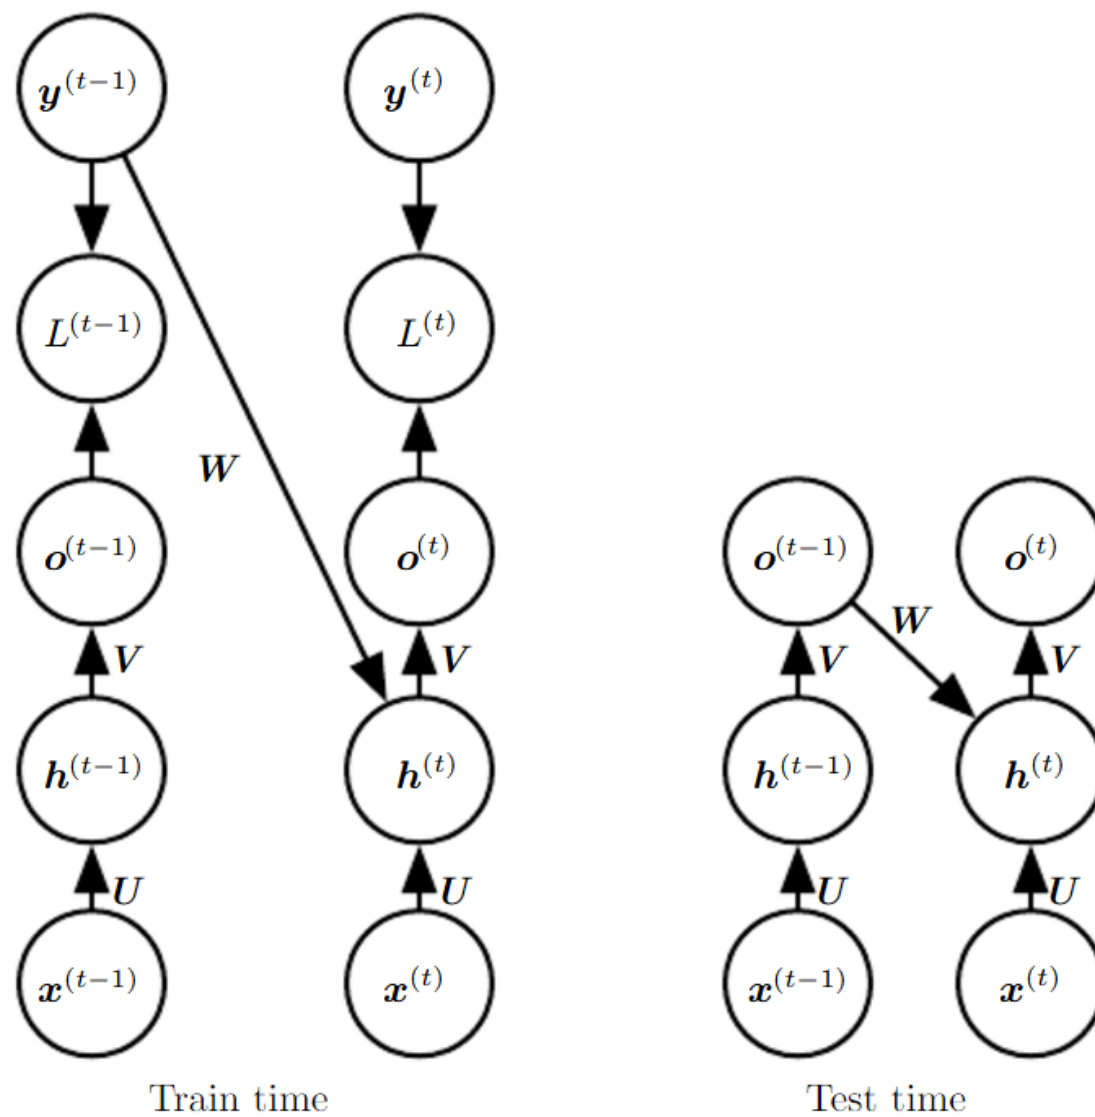 y^(t−1) y^(t)
L^(t−1) L^(t)
W
o^(t−1) o^(t) o^(t−1) o^(t)
W
V V V V
h^(t−1) h^(t) h^(t−1) h^(t)
U U U U
x^(t−1) x^(t) x^(t−1) x^(t)
Train time Test time